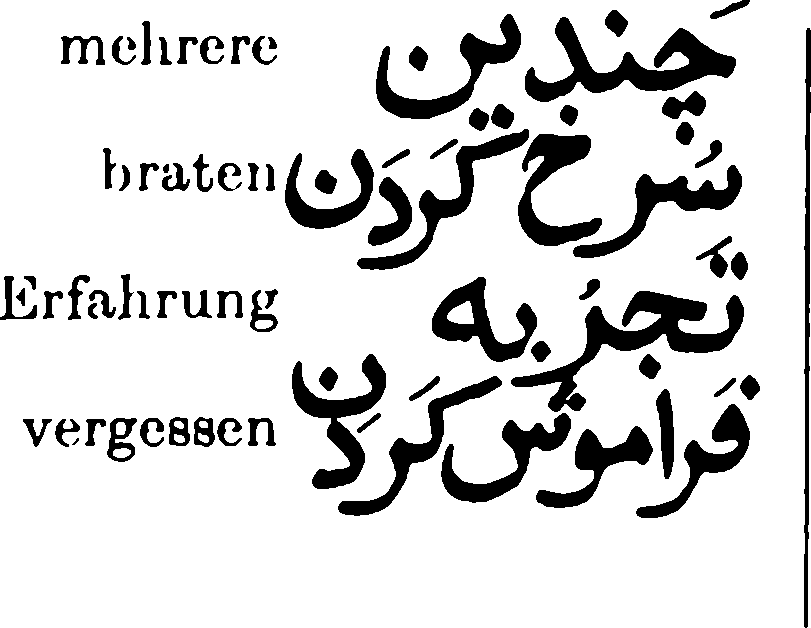 mehrere چَندین
braten سُرخ کَردَن
Erfahrung تَجرُبه
vergessen فَراموش کَردَن